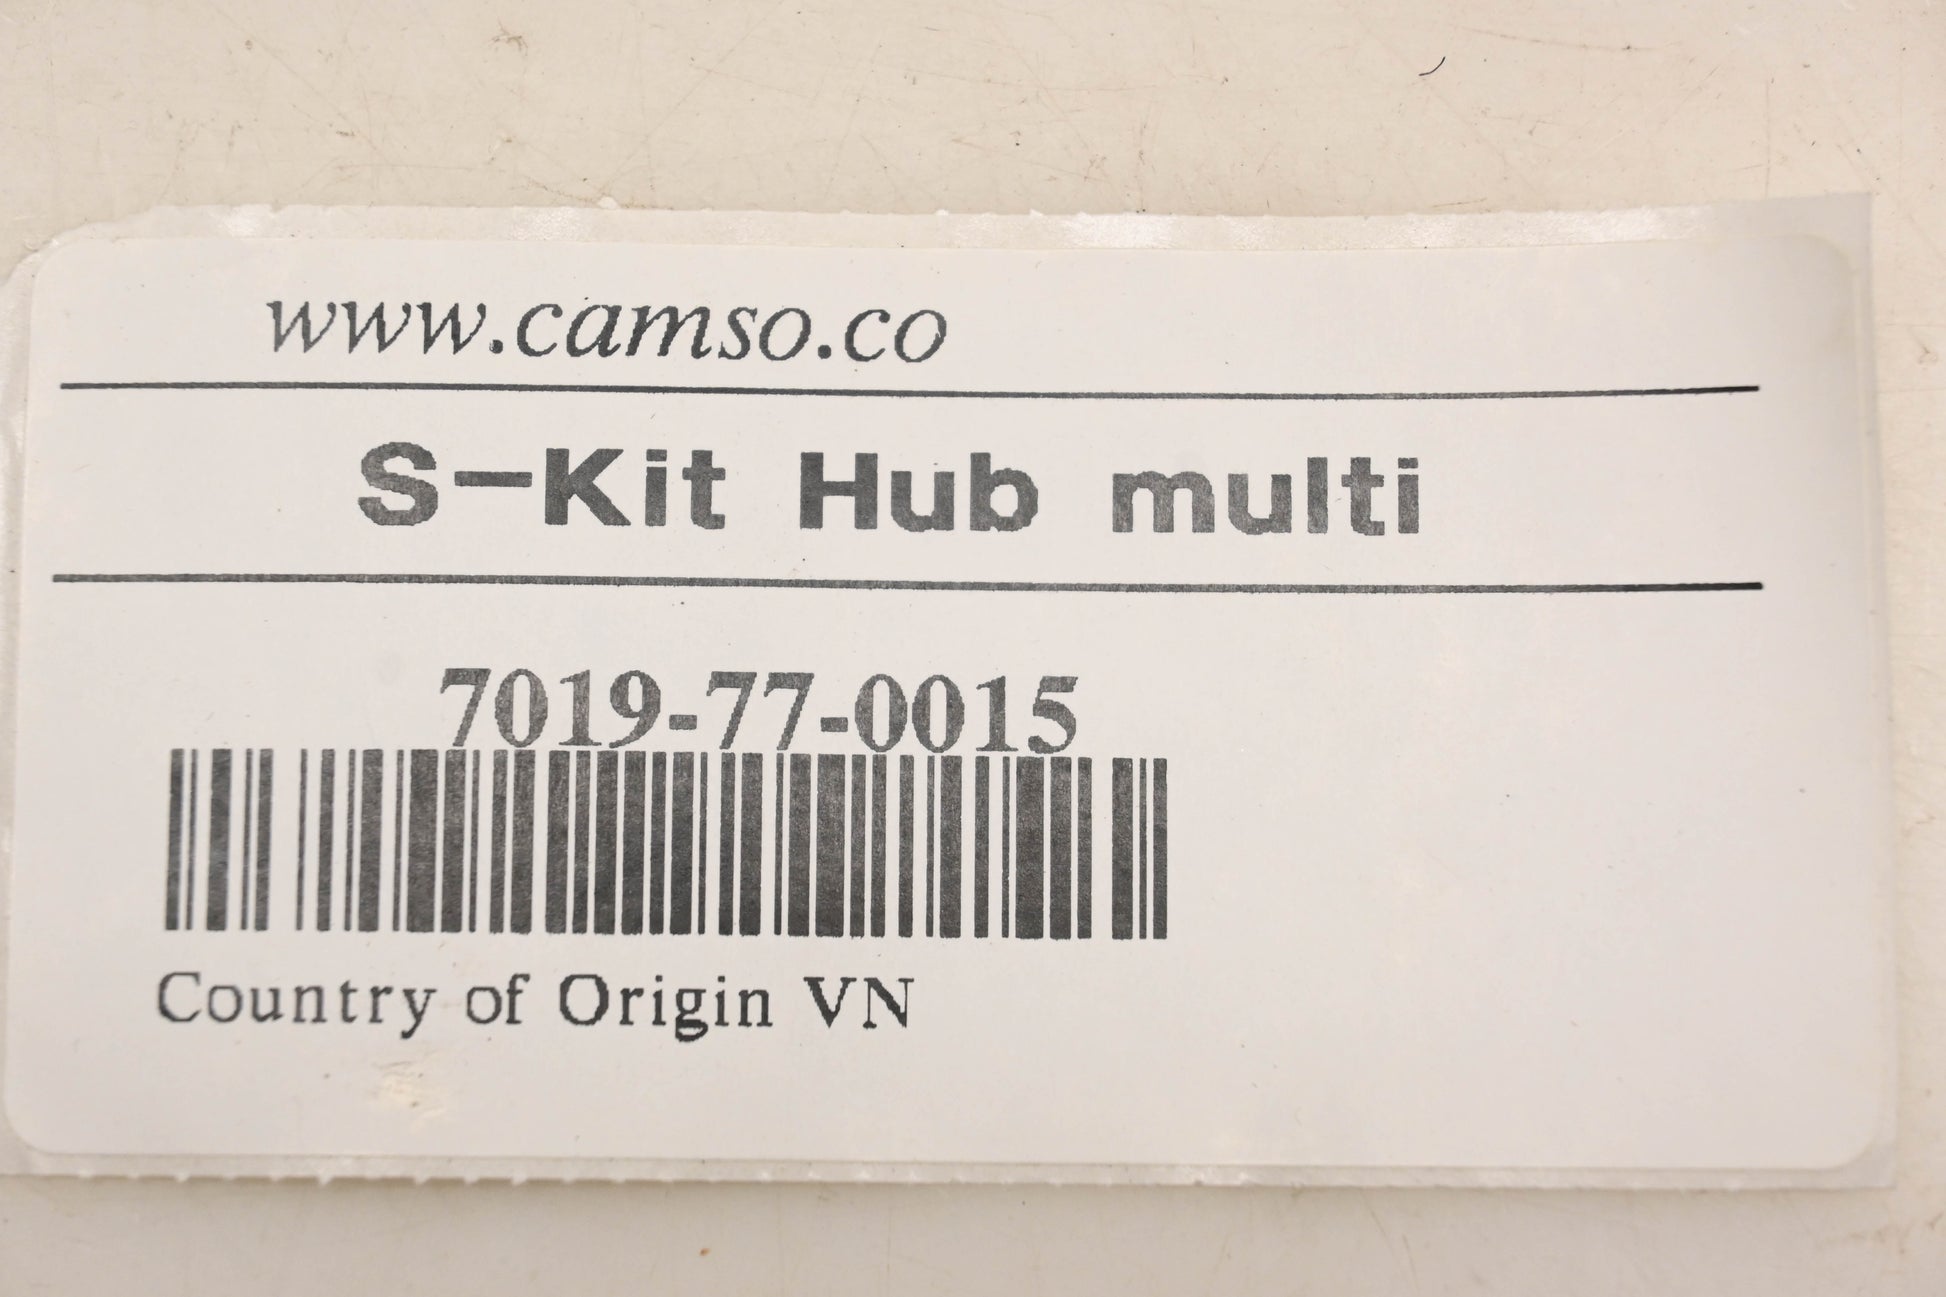 www.camso.co
S-Kit Hub multi
7019-77-0015
Country of Origin VN